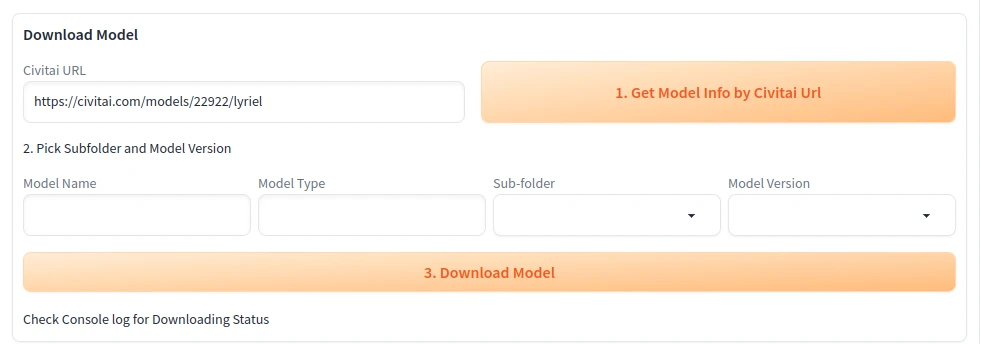 Download Model
Civitai URL
https://civitai.com/models/22922/lyriel
1. Get Model Info by Civitai Url
2. Pick Subfolder and Model Version
Model Name
Model Type
Sub-folder
Model Version
3. Download Model
Check Console log for Downloading Status